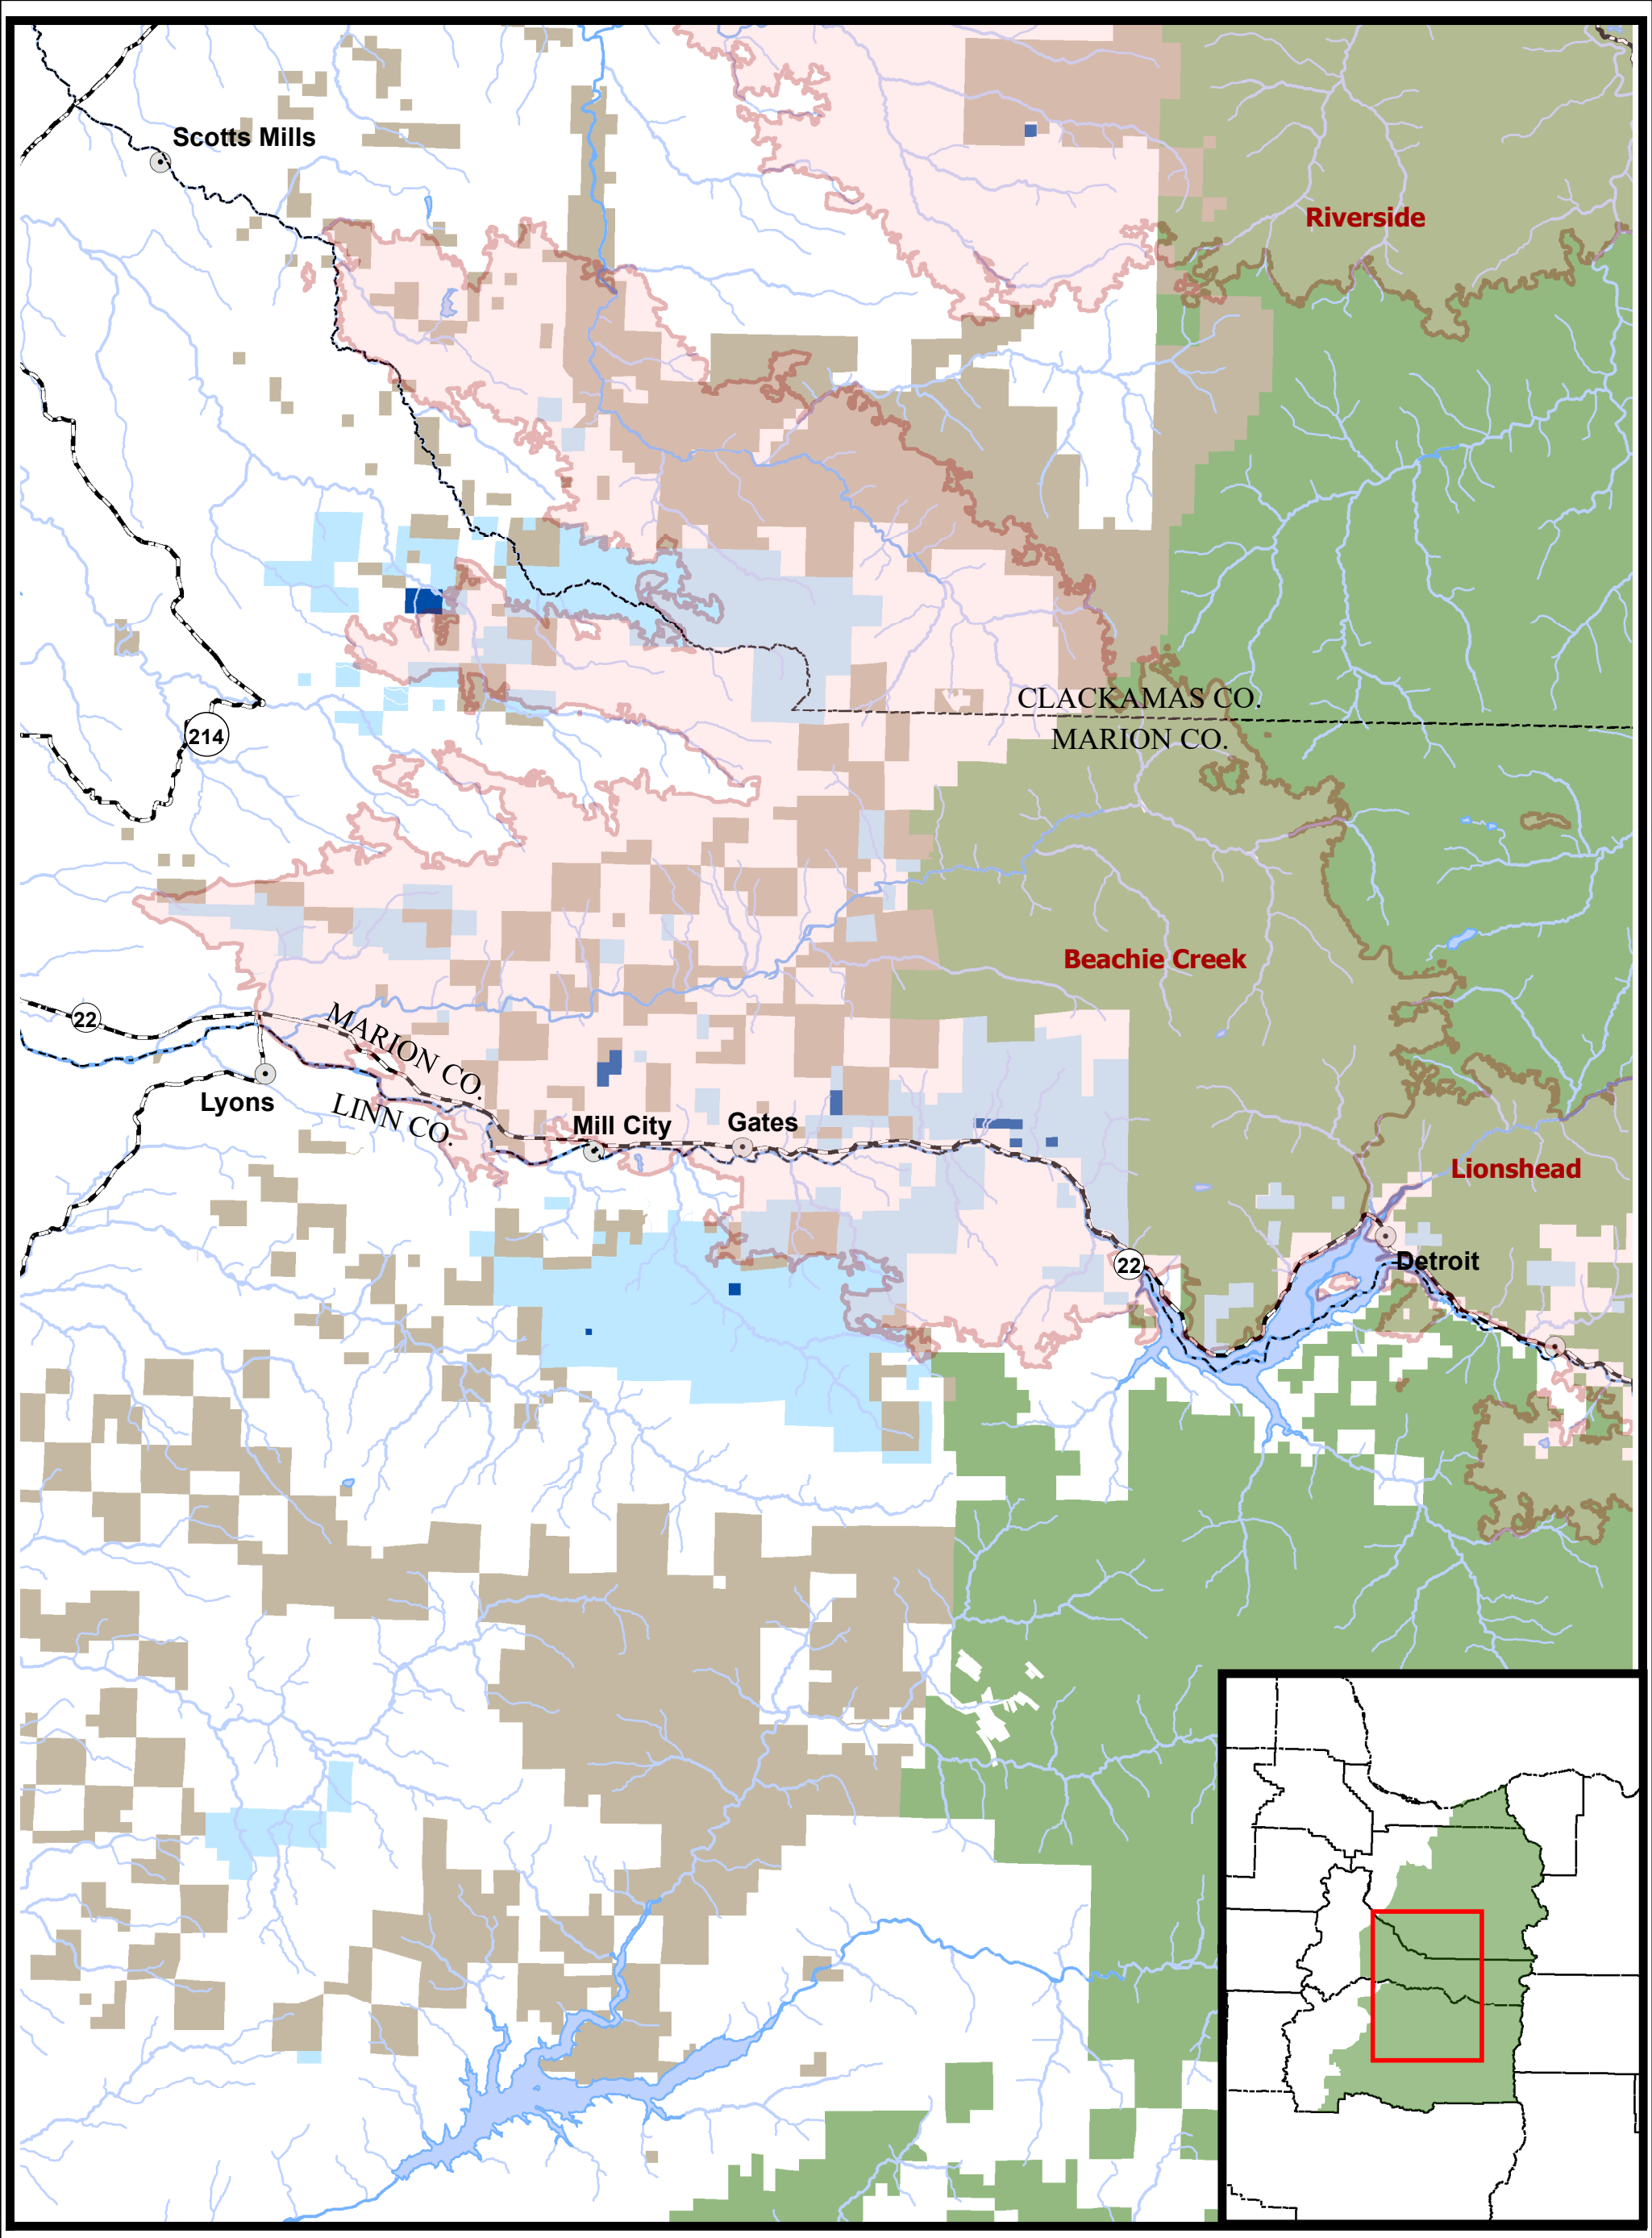 Scotts Mills
Riverside
CLACKAMAS CO.
MARION CO.
214
Beachie Creek
22
MARION CO.
Lyons
LINN CO.
Mill City
Gates
Lionshead
22
Detroit